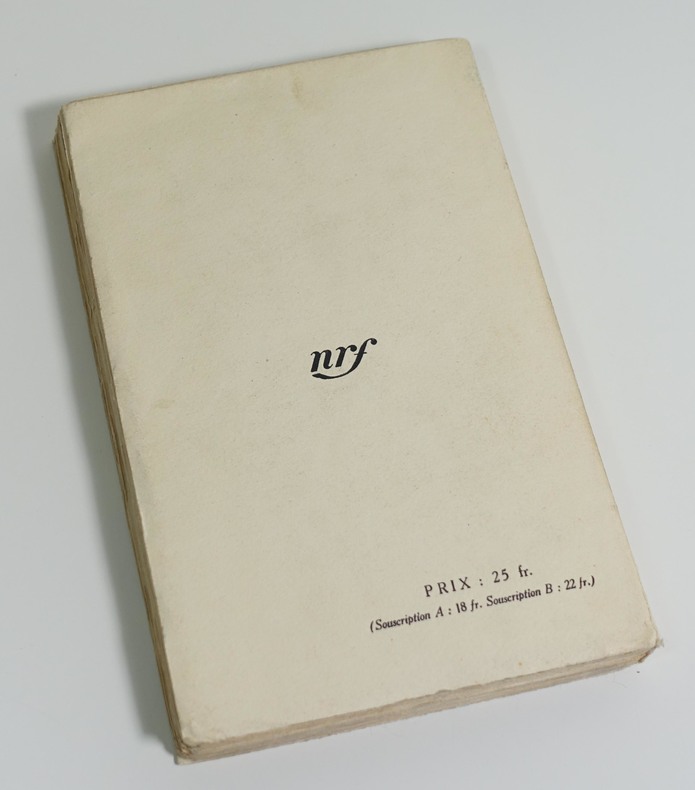 nrf
PRIX : 25 fr.
(Souscription A : 18 fr. Souscription B : 22 fr.)